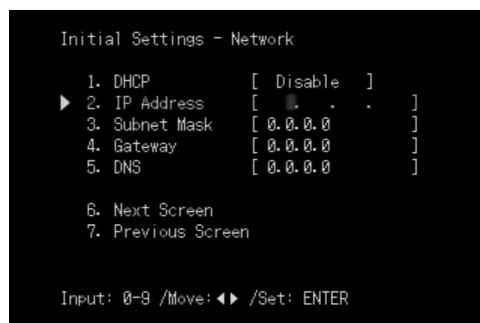 Initial Settings - Network
1. DHCP [ Disable ]
▶ 2. IP Address [ . . . ]
3. Subnet Mask [ 0.0.0.0 ]
4. Gateway [ 0.0.0.0 ]
5. DNS [ 0.0.0.0 ]
6. Next Screen
7. Previous Screen
Input: 0-9 /Move:◀▶ /Set: ENTER